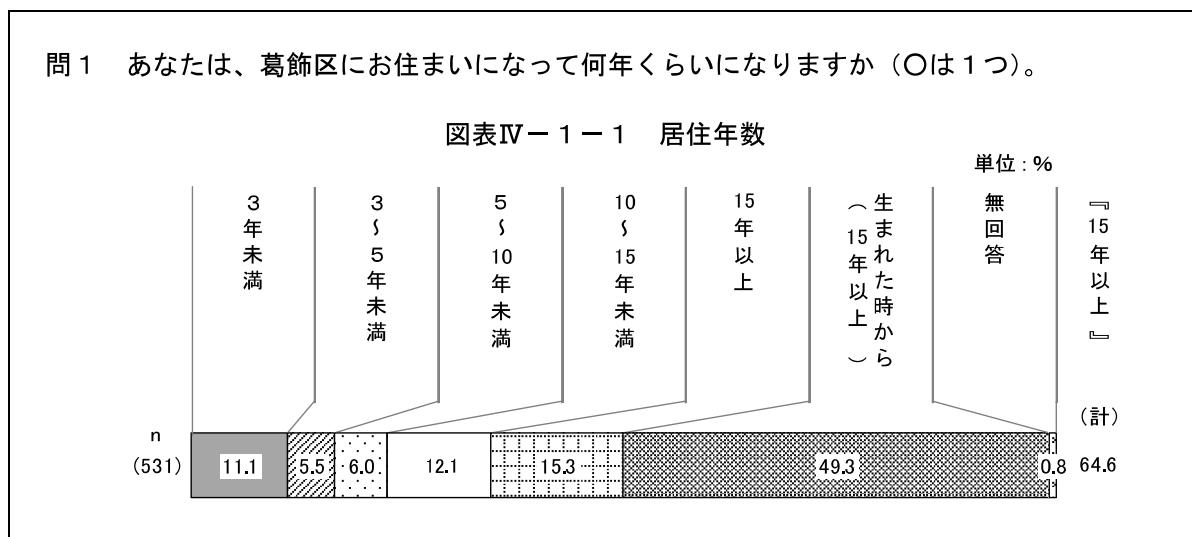 問１　あなたは、葛飾区にお住まいになって何年くらいになりますか（〇は１つ）。
図表Ⅳ－１－１　居住年数
単位：％
３年未満
３～５年未満
５～10年未満
10～15年未満
15年以上
生まれた時から
（15年以上）
無回答
『15年以上』
（計）
n
(531)
11.1
5.5
6.0
12.1
15.3
49.3
0.8
64.6